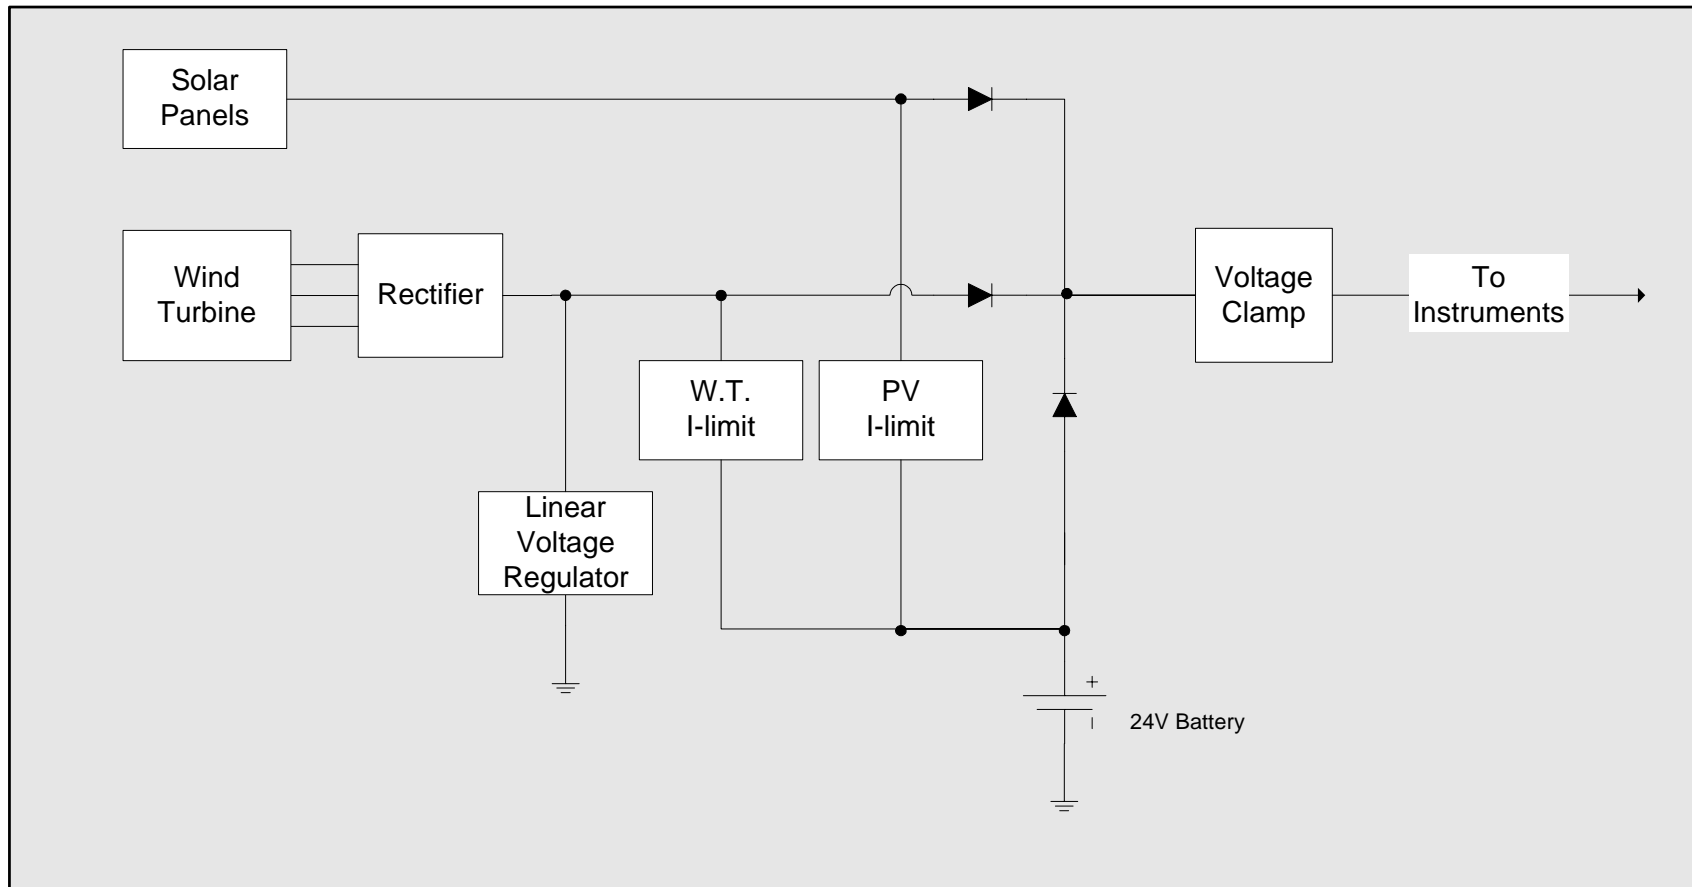 Solar
Panels
Wind
Turbine
Rectifier
Voltage
Clamp
To
Instruments
W.T.
I-limit
PV
I-limit
Linear
Voltage
Regulator
+
–
24V Battery